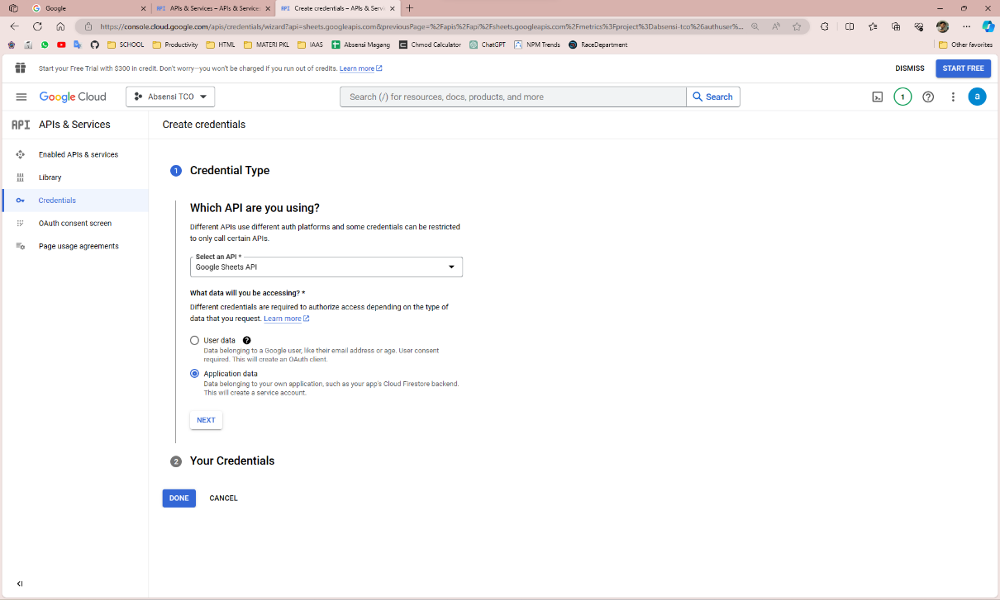 Google
APIs & Services – APIs & Service:
Create credentials – APIs & Servi
https://console.cloud.google.com/apis/credentials/wizard?api=sheets.googleapis.com&previousPage=%2Fapis%2Fapi%2Fsheets.googleapis.com%2Fmetrics%3Fproject%3Dabsensi-tco%26authuser%...
SCHOOL
Productivity
HTML
MATERI PKL
IAAS
Absensi Magang
Chmod Calculator
ChatGPT
NPM Trends
RaceDepartment
Other favorites
Start your Free Trial with $300 in credit. Don't worry—you won't be charged if you run out of credits. Learn more
DISMISS
START FREE
Google Cloud
Absensi TCO
Search (/) for resources, docs, products, and more
Search
1
a
API APIs & Services
Create credentials
Enabled APIs & services
Library
Credentials
OAuth consent screen
Page usage agreements
1 Credential Type
Which API are you using?
Different APIs use different auth platforms and some credentials can be restricted
to only call certain APIs.
Select an API *
Google Sheets API
What data will you be accessing? *
Different credentials are required to authorize access depending on the type of
data that you request. Learn more
User data
Data belonging to a Google user, like their email address or age. User consent
required. This will create an OAuth client.
Application data
Data belonging to your own application, such as your app's Cloud Firestore backend.
This will create a service account.
NEXT
2 Your Credentials
DONE
CANCEL